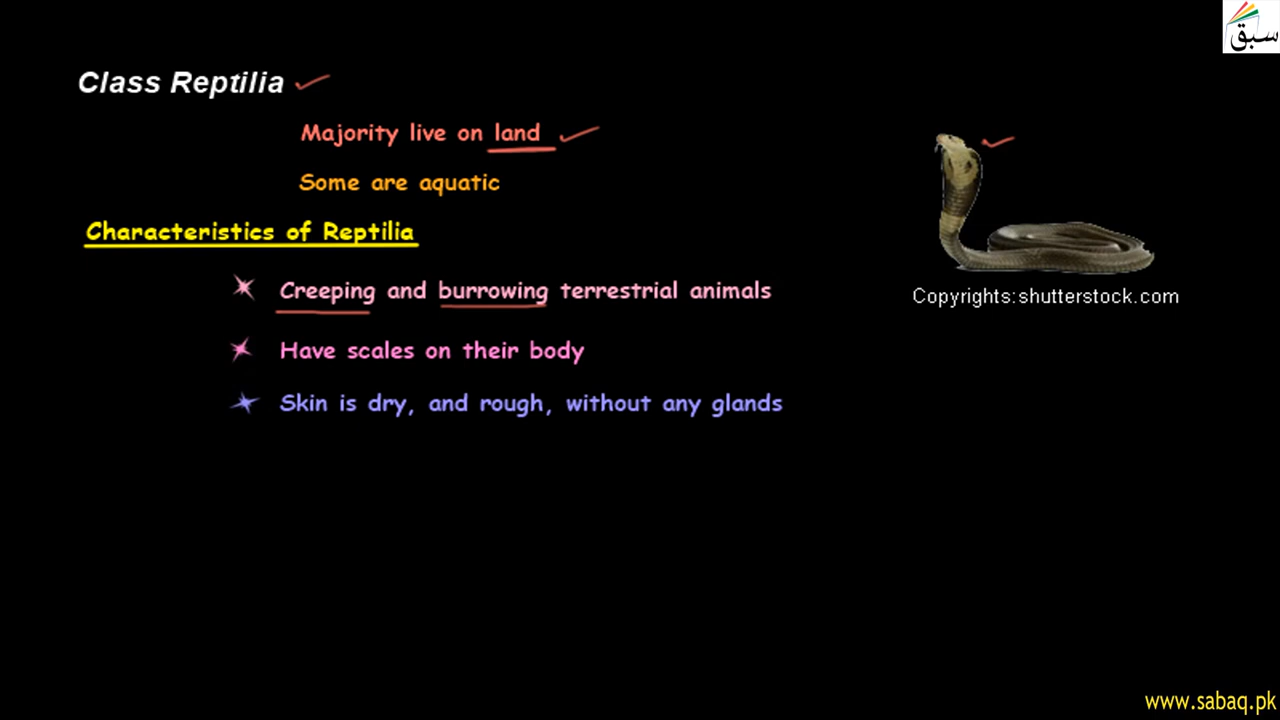 سبق
Class Reptilia
Majority live on land
Some are aquatic
Characteristics of Reptilia
Creeping and burrowing terrestrial animals
Copyrights:shutterstock.com
Have scales on their body
Skin is dry, and rough, without any glands
www.sabaq.pk